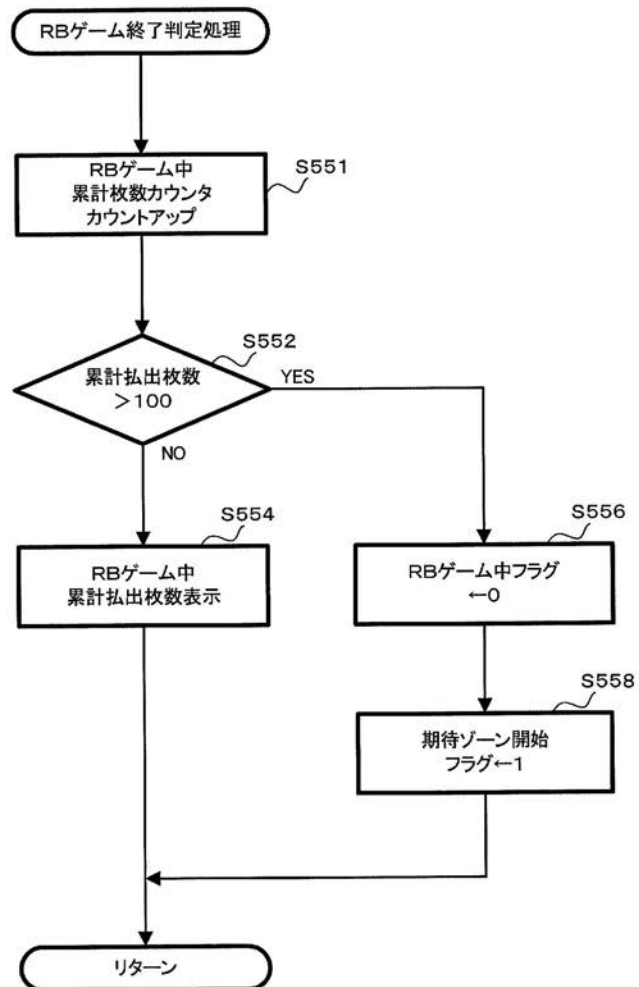 RBゲーム終了判定処理
S551
RBゲーム中
累計枚数カウンタ
カウントアップ
S552
累計払出枚数
>100
YES
NO
S554
RBゲーム中
累計払出枚数表示
S556
RBゲーム中フラグ
←0
S558
期待ゾーン開始
フラグ←1
リターン